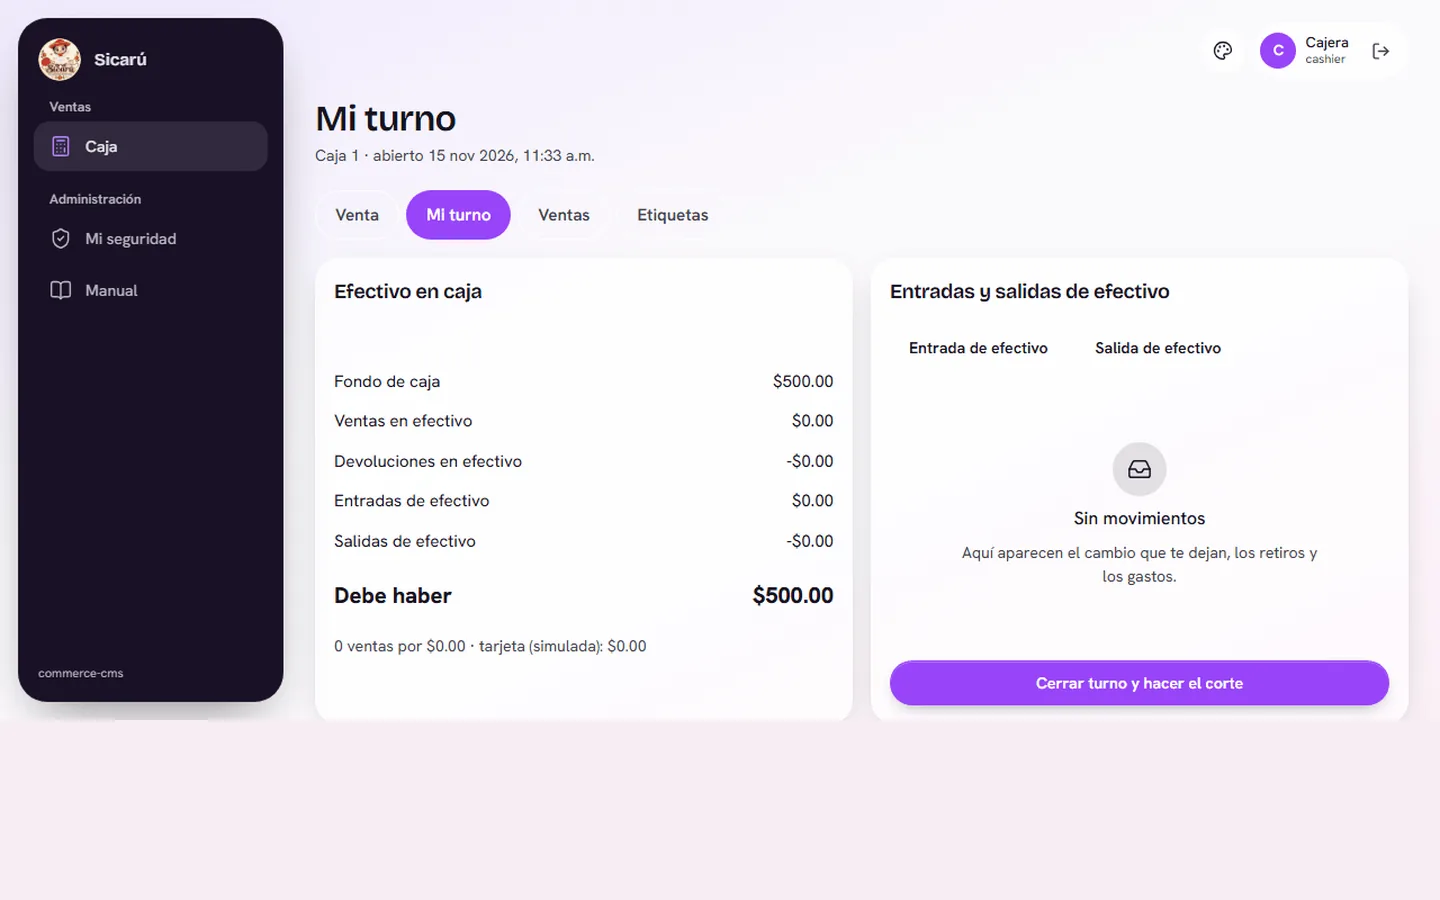 Sicarú
Ventas
Caja
Administración
Mi seguridad
Manual
commerce-cms
C
Cajera
cashier
Mi turno
Caja 1 · abierto 15 nov 2026, 11:33 a.m.
Venta
Mi turno
Ventas
Etiquetas
Efectivo en caja
Fondo de caja $500.00
Ventas en efectivo $0.00
Devoluciones en efectivo -$0.00
Entradas de efectivo $0.00
Salidas de efectivo -$0.00
Debe haber $500.00
0 ventas por $0.00 · tarjeta (simulada): $0.00
Entradas y salidas de efectivo
Entrada de efectivo
Salida de efectivo
Sin movimientos
Aquí aparecen el cambio que te dejan, los retiros y
los gastos.
Cerrar turno y hacer el corte